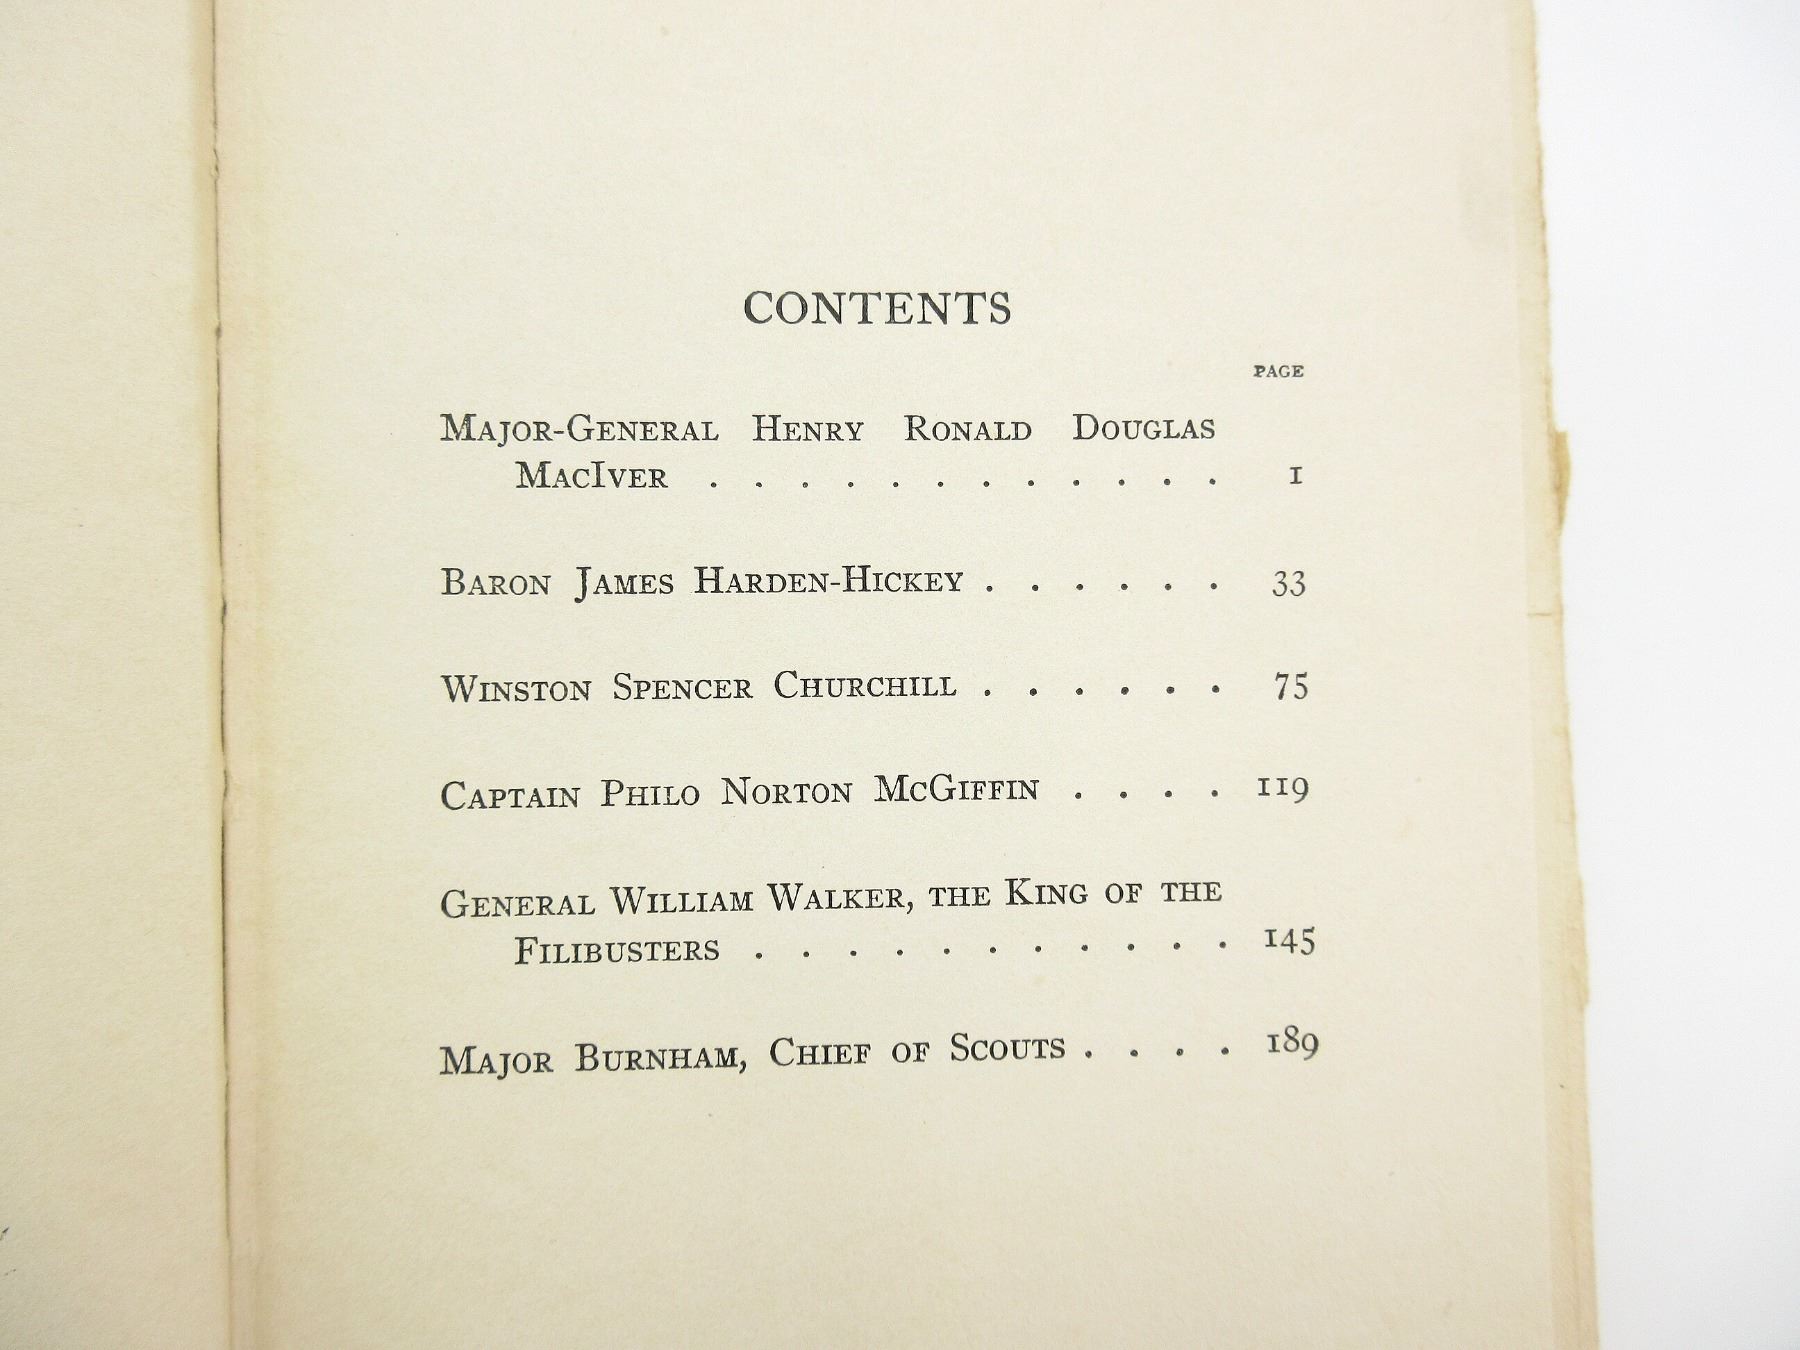 CONTENTS
PAGE
Major-General Henry Ronald Douglas
MacIver . . . . . . . . . . . . 1
Baron James Harden-Hickey . . . . . . 33
Winston Spencer Churchill . . . . . . 75
Captain Philo Norton McGiffin . . . . 119
General William Walker, the King of the
Filibusters . . . . . . . . . . . 145
Major Burnham, Chief of Scouts . . . . 189